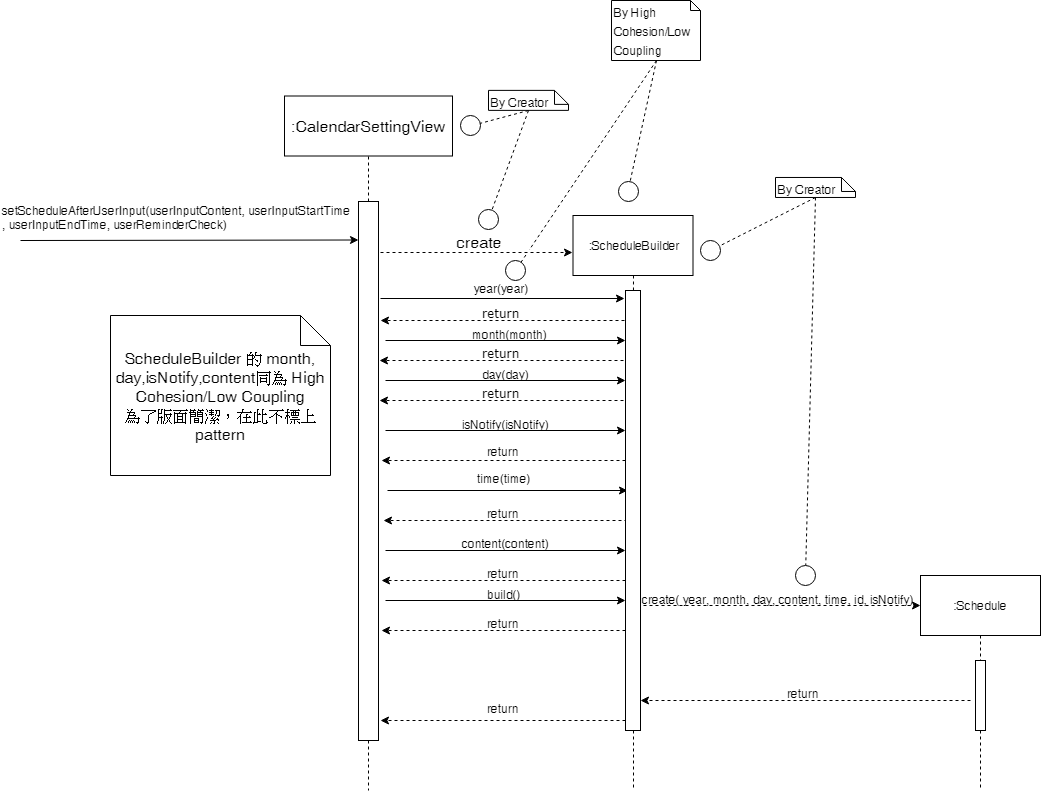 By High
Cohesion/Low
Coupling
By Creator
:CalendarSettingView
By Creator
setScheduleAfterUserInput(userInputContent, userInputStartTime
, userInputEndTime, userReminderCheck)
create
:ScheduleBuilder
year(year)
return
month(month)
return
day(day)
return
isNotify(isNotify)
return
time(time)
return
content(content)
return
build()
return
ScheduleBuilder 的 month,
day,isNotify,content同為 High
Cohesion/Low Coupling
為了版面簡潔，在此不標上
pattern
create( year, month, day, content, time, id, isNotify)
:Schedule
return
return